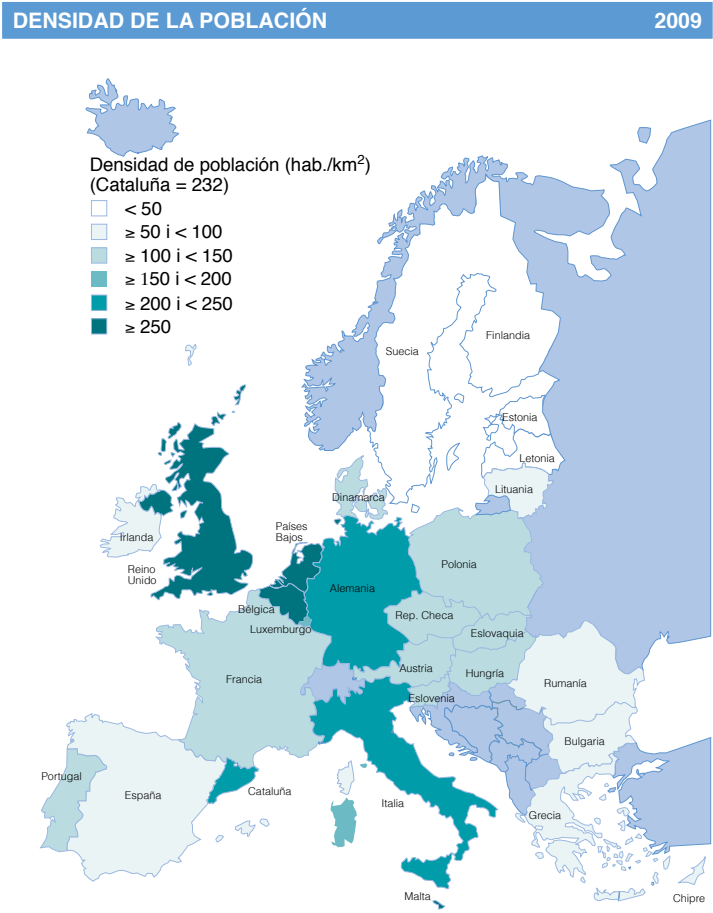 DENSIDAD DE LA POBLACIÓN 2009
Densidad de población (hab./km²)
(Cataluña = 232)
< 50
≥ 50 i < 100
≥ 100 i < 150
≥ 150 i < 200
≥ 200 i < 250
≥ 250
Finlandia
Suecia
Estonia
Letonia
Lituania
Dinamarca
Irlanda
Países
Bajos
Reino
Unido
Polonia
Alemania
Bélgica
Rep. Checa
Luxemburgo
Eslovaquia
Austria
Francia
Hungría
Rumanía
Eslovenia
Bulgaria
Portugal
España
Cataluña
Italia
Grecia
Malta
Chipre